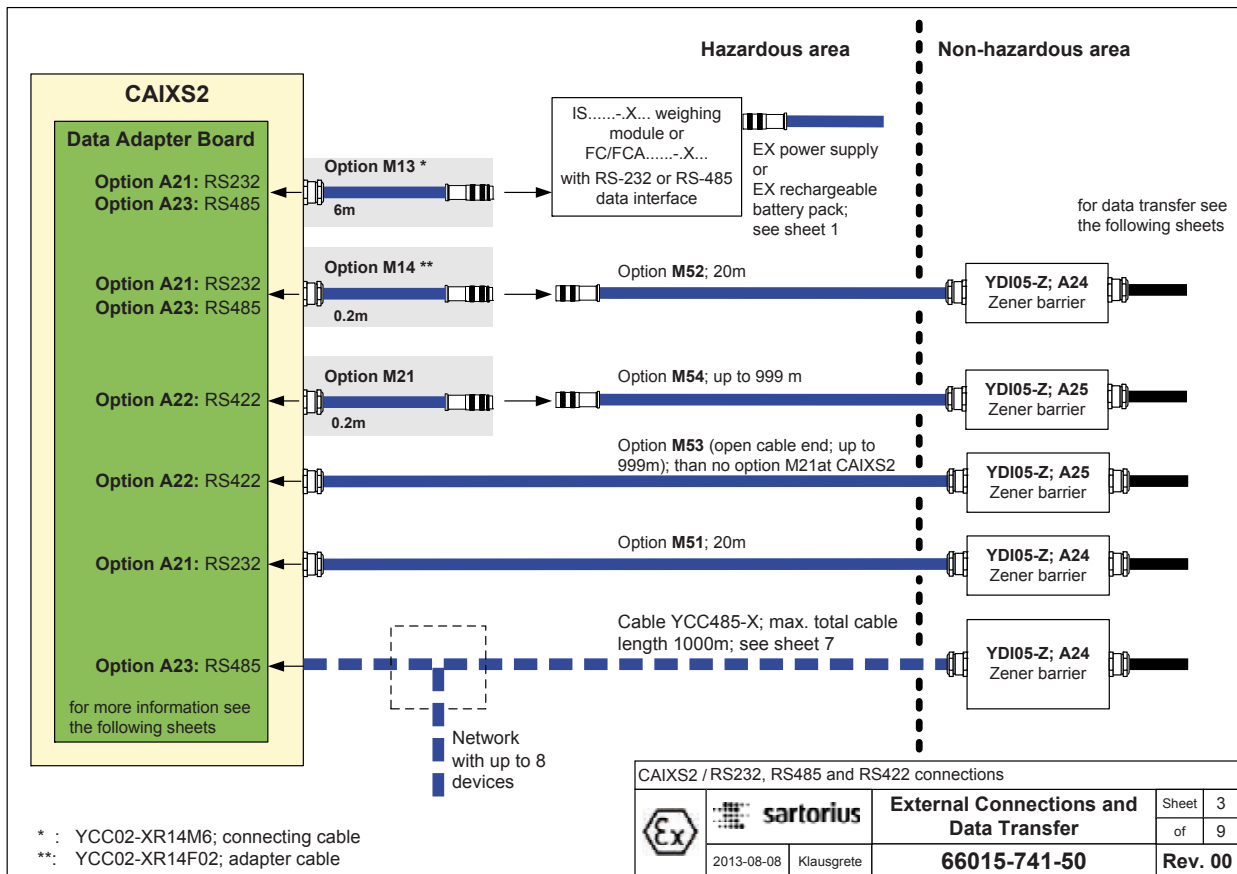 Hazardous area
Non-hazardous area
CAIXS2
Data Adapter Board
Option A21: RS232
Option A23: RS485
Option M13 *
6m
IS......-.X... weighing
module or
FC/FCA......-.X...
with RS-232 or RS-485
data interface
EX power supply
or
EX rechargeable
battery pack;
see sheet 1
for data transfer see
the following sheets
Option A21: RS232
Option A23: RS485
Option M14 **
0.2m
Option M52; 20m
YDI05-Z; A24
Zener barrier
Option A22: RS422
Option M21
0.2m
Option M54; up to 999 m
YDI05-Z; A25
Zener barrier
Option A22: RS422
Option M53 (open cable end; up to
999m); than no option M21at CAIXS2
YDI05-Z; A25
Zener barrier
Option A21: RS232
Option M51; 20m
YDI05-Z; A24
Zener barrier
Option A23: RS485
Cable YCC485-X; max. total cable
length 1000m; see sheet 7
YDI05-Z; A24
Zener barrier
for more information see
the following sheets
Network
with up to 8
devices
* : YCC02-XR14M6; connecting cable
**: YCC02-XR14F02; adapter cable
CAIXS2 / RS232, RS485 and RS422 connections
Ex
sartorius
External Connections and
Data Transfer
Sheet 3
of 9
2013-08-08 Klausgrete
66015-741-50
Rev. 00